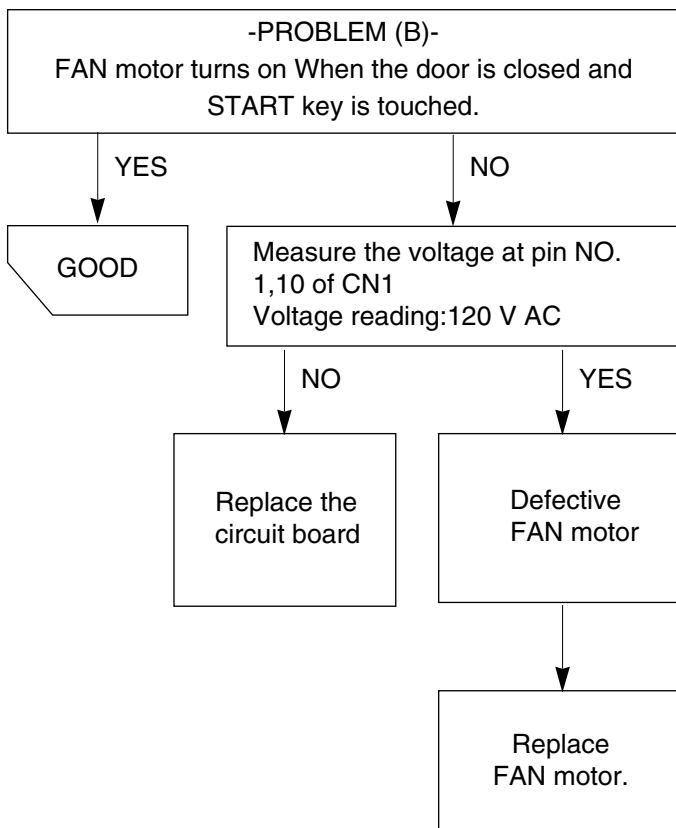 -PROBLEM (B)-
FAN motor turns on When the door is closed and
START key is touched.
YES
NO
GOOD
Measure the voltage at pin NO.
1,10 of CN1
Voltage reading:120 V AC
NO
YES
Replace the
circuit board
Defective
FAN motor
Replace
FAN motor.